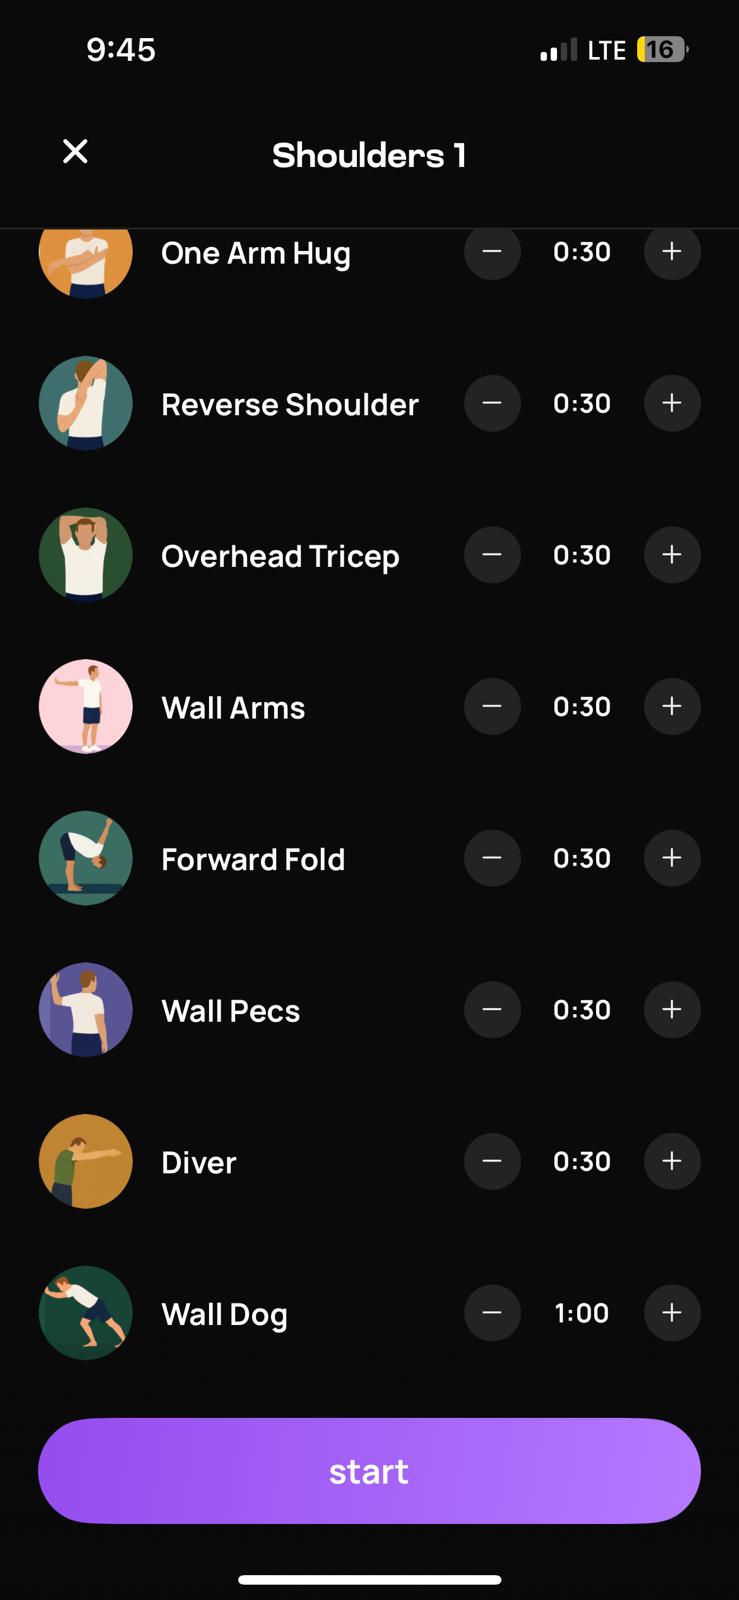 9:45 LTE 16
Shoulders 1
One Arm Hug 0:30
Reverse Shoulder 0:30
Overhead Tricep 0:30
Wall Arms 0:30
Forward Fold 0:30
Wall Pecs 0:30
Diver 0:30
Wall Dog 1:00
start